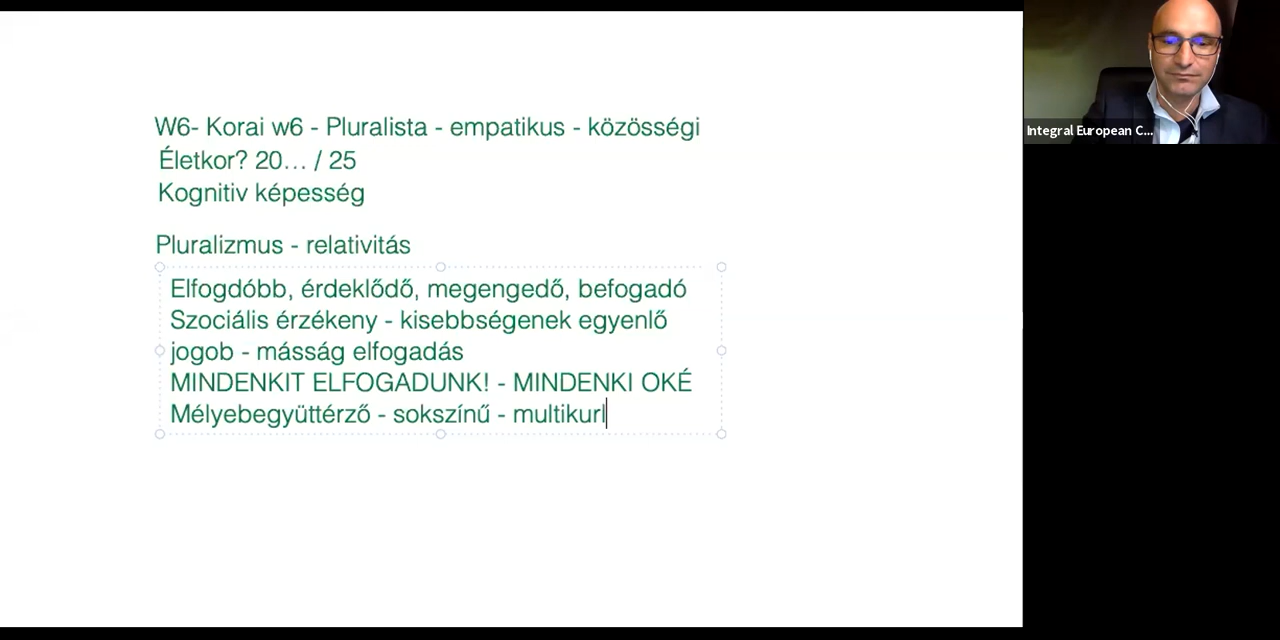 W6- Korai w6 - Pluralista - empatikus - közösségi
Életkor? 20… / 25
Kognitiv képesség
Pluralizmus - relativitás
Elfogdóbb, érdeklődő, megengedő, befogadó
Szociális érzékeny - kisebbségenek egyenlő
jogob - másság elfogadás
MINDENKIT ELFOGADUNK! - MINDENKI OKÉ
Mélyebegyüttérző - sokszínű - multikurl
Integral European C...